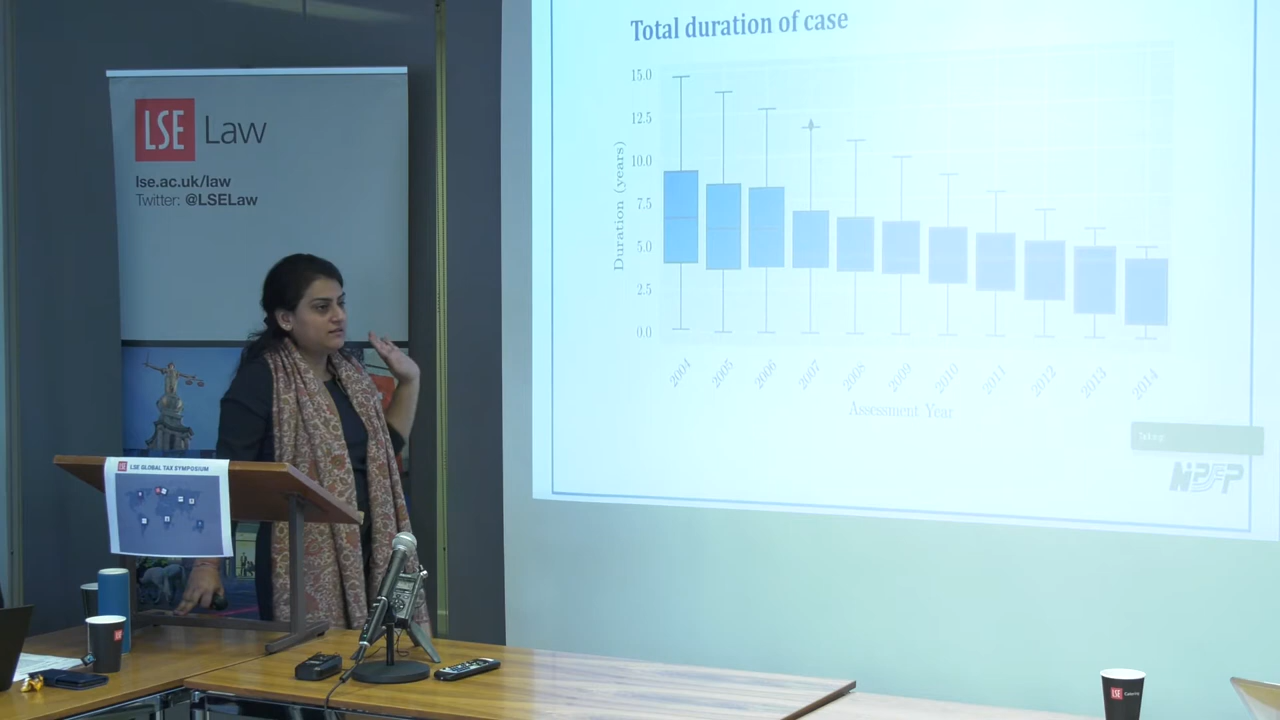 LSE Law
lse.ac.uk/law
Twitter: @LSELaw
LSE GLOBAL TAX SYMPOSIUM
LSE
Total duration of case
15.0
12.5
10.0
7.5
5.0
2.5
0.0
Duration (years)
2004
2005
2006
2007
2008
2009
2010
2011
2012
2013
2014
Assessment Year
NIPFP
LSE